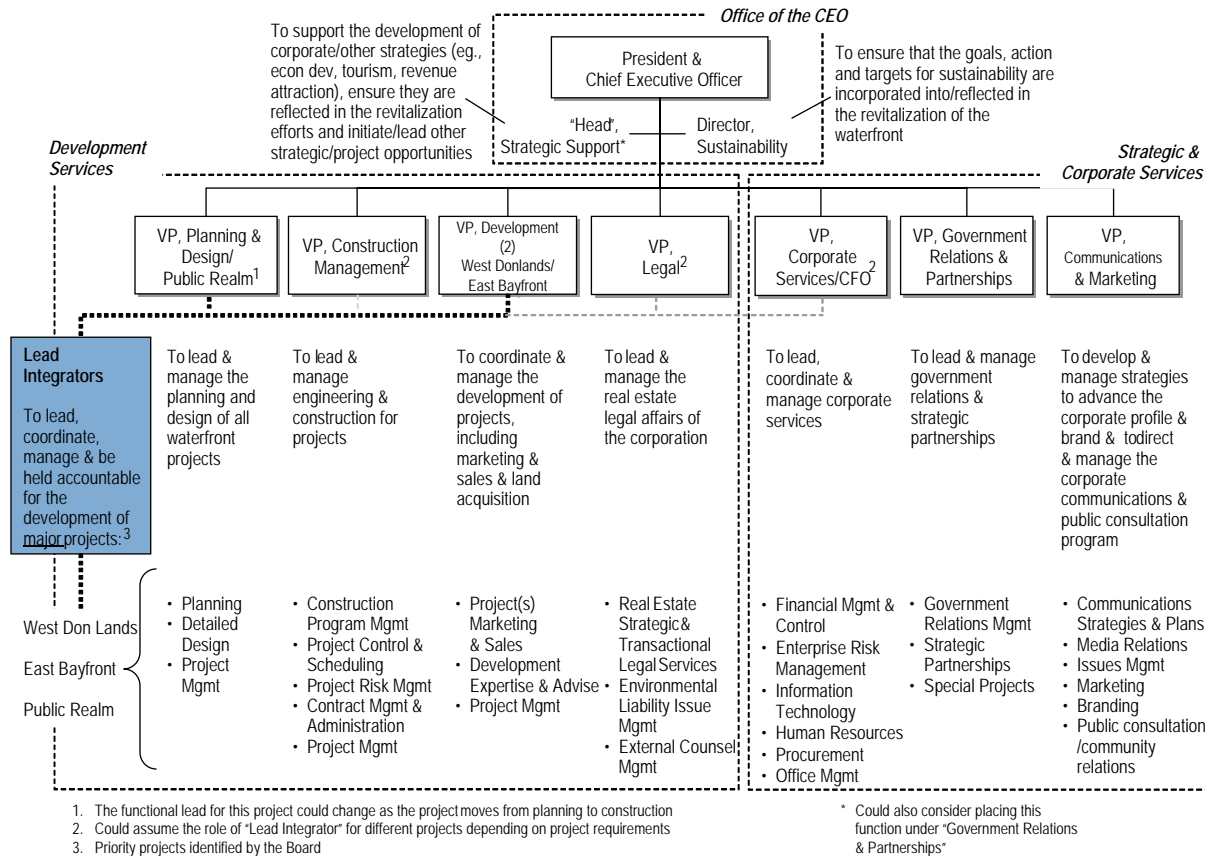 Office of the CEO
To support the development of
corporate/other strategies (eg.,
econ dev, tourism, revenue
attraction), ensure they are
reflected in the revitalization
efforts and initiate/lead other
strategic/project opportunities
President &
Chief Executive Officer
"Head",
Strategic Support*
Director,
Sustainability
To ensure that the goals, action
and targets for sustainability are
incorporated into/reflected in
the revitalization of the
waterfront
Development
Services
Strategic &
Corporate Services
VP, Planning &
Design/
Public Realm1
VP, Construction
Management2
VP, Development
(2)
West Donlands/
East Bayfront
VP,
Legal2
VP,
Corporate
Services/CFO2
VP, Government
Relations &
Partnerships
VP,
Communications
& Marketing
Lead
Integrators
To lead,
coordinate,
manage & be
held accountable
for the
development of
major projects:3
To lead &
manage the
planning and
design of all
waterfront
projects
To lead &
manage
engineering &
construction for
projects
To coordinate &
manage the
development of
projects,
including
marketing &
sales & land
acquisition
To lead &
manage the
real estate
legal affairs of
the corporation
To lead,
coordinate &
manage corporate
services
To lead & manage
government
relations &
strategic
partnerships
To develop &
manage strategies
to advance the
corporate profile &
brand & todirect
& manage the
corporate
communications &
public consultation
program
West Don Lands
East Bayfront
Public Realm
• Planning
• Detailed
Design
• Project
Mgmt
• Construction
Program Mgmt
• Project Control &
Scheduling
• Project Risk Mgmt
• Contract Mgmt &
Administration
• Project Mgmt
• Project(s)
Marketing
& Sales
• Development
Expertise & Advise
• Project Mgmt
• Real Estate
Strategic &
Transactional
Legal Services
• Environmental
Liability Issue
Mgmt
• External Counsel
Mgmt
• Financial Mgmt &
Control
• Enterprise Risk
Management
• Information
Technology
• Human Resources
• Procurement
• Office Mgmt
• Government
Relations Mgmt
• Strategic
Partnerships
• Special Projects
• Communications
Strategies & Plans
• Media Relations
• Issues Mgmt
• Marketing
• Branding
• Public consultation
/community
relations
1. The functional lead for this project could change as the project moves from planning to construction
2. Could assume the role of "Lead Integrator" for different projects depending on project requirements
3. Priority projects identified by the Board
* Could also consider placing this
function under "Government Relations
& Partnerships"